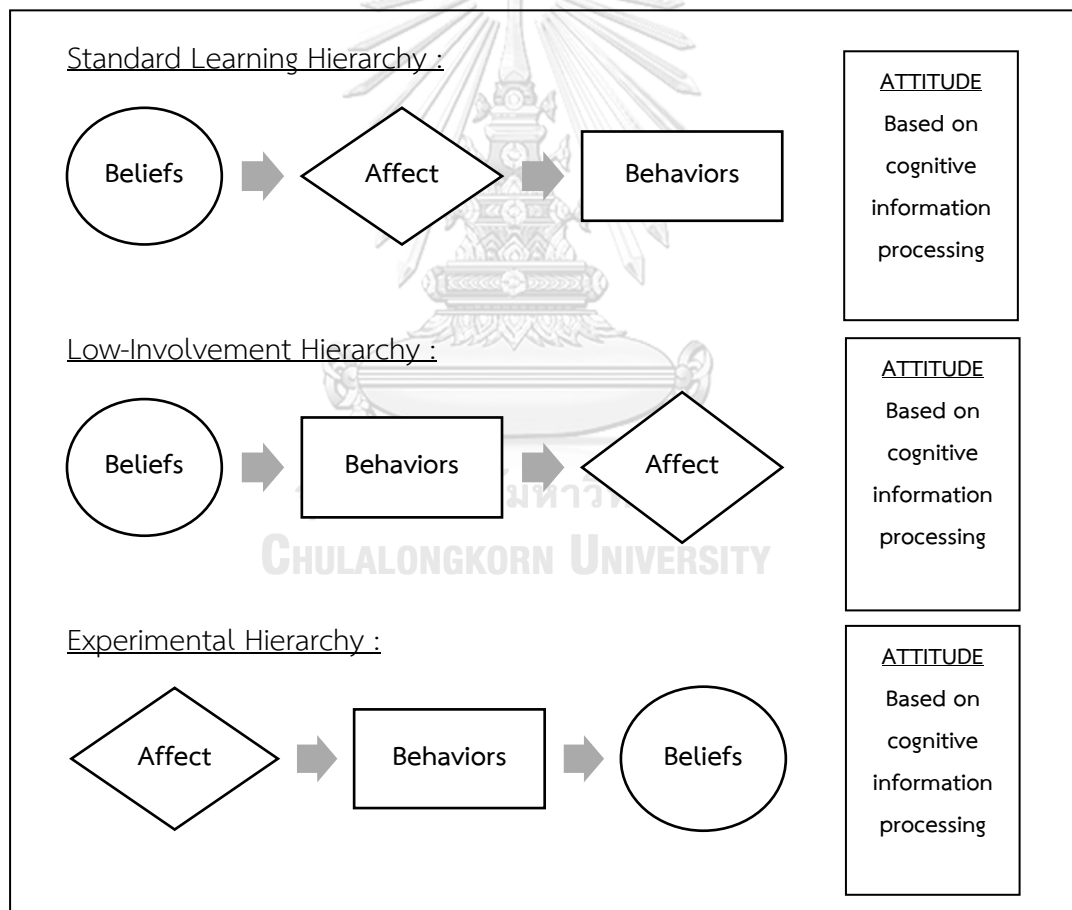 Standard Learning Hierarchy :
Beliefs
Affect
Behaviors
ATTITUDE
Based on
cognitive
information
processing
Low-Involvement Hierarchy :
Beliefs
Behaviors
Affect
ATTITUDE
Based on
cognitive
information
processing
CHULALONGKORN UNIVERSITY
Experimental Hierarchy :
Affect
Behaviors
Beliefs
ATTITUDE
Based on
cognitive
information
processing